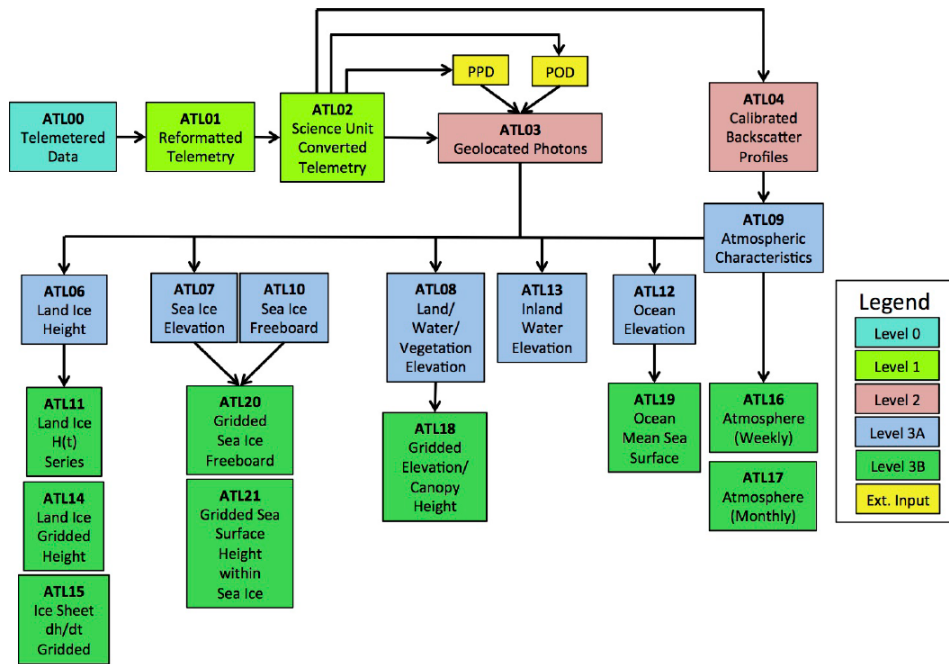 PPD
POD
ATL00
Telemetered
Data
ATL01
Reformatted
Telemetry
ATL02
Science Unit
Converted
Telemetry
ATL03
Geolocated Photons
ATL04
Calibrated
Backscatter
Profiles
ATL09
Atmospheric
Characteristics
ATL06
Land Ice
Height
ATL07
Sea Ice
Elevation
ATL10
Sea Ice
Freeboard
ATL08
Land/
Water/
Vegetation
Elevation
ATL13
Inland
Water
Elevation
ATL12
Ocean
Elevation
ATL11
Land Ice
H(t)
Series
ATL20
Gridded
Sea Ice
Freeboard
ATL18
Gridded
Elevation/
Canopy
Height
ATL19
Ocean
Mean Sea
Surface
ATL16
Atmosphere
(Weekly)
ATL14
Land Ice
Gridded
Height
ATL21
Gridded Sea
Surface
Height
within
Sea Ice
ATL17
Atmosphere
(Monthly)
ATL15
Ice Sheet
dh/dt
Gridded
Legend
Level 0
Level 1
Level 2
Level 3A
Level 3B
Ext. Input